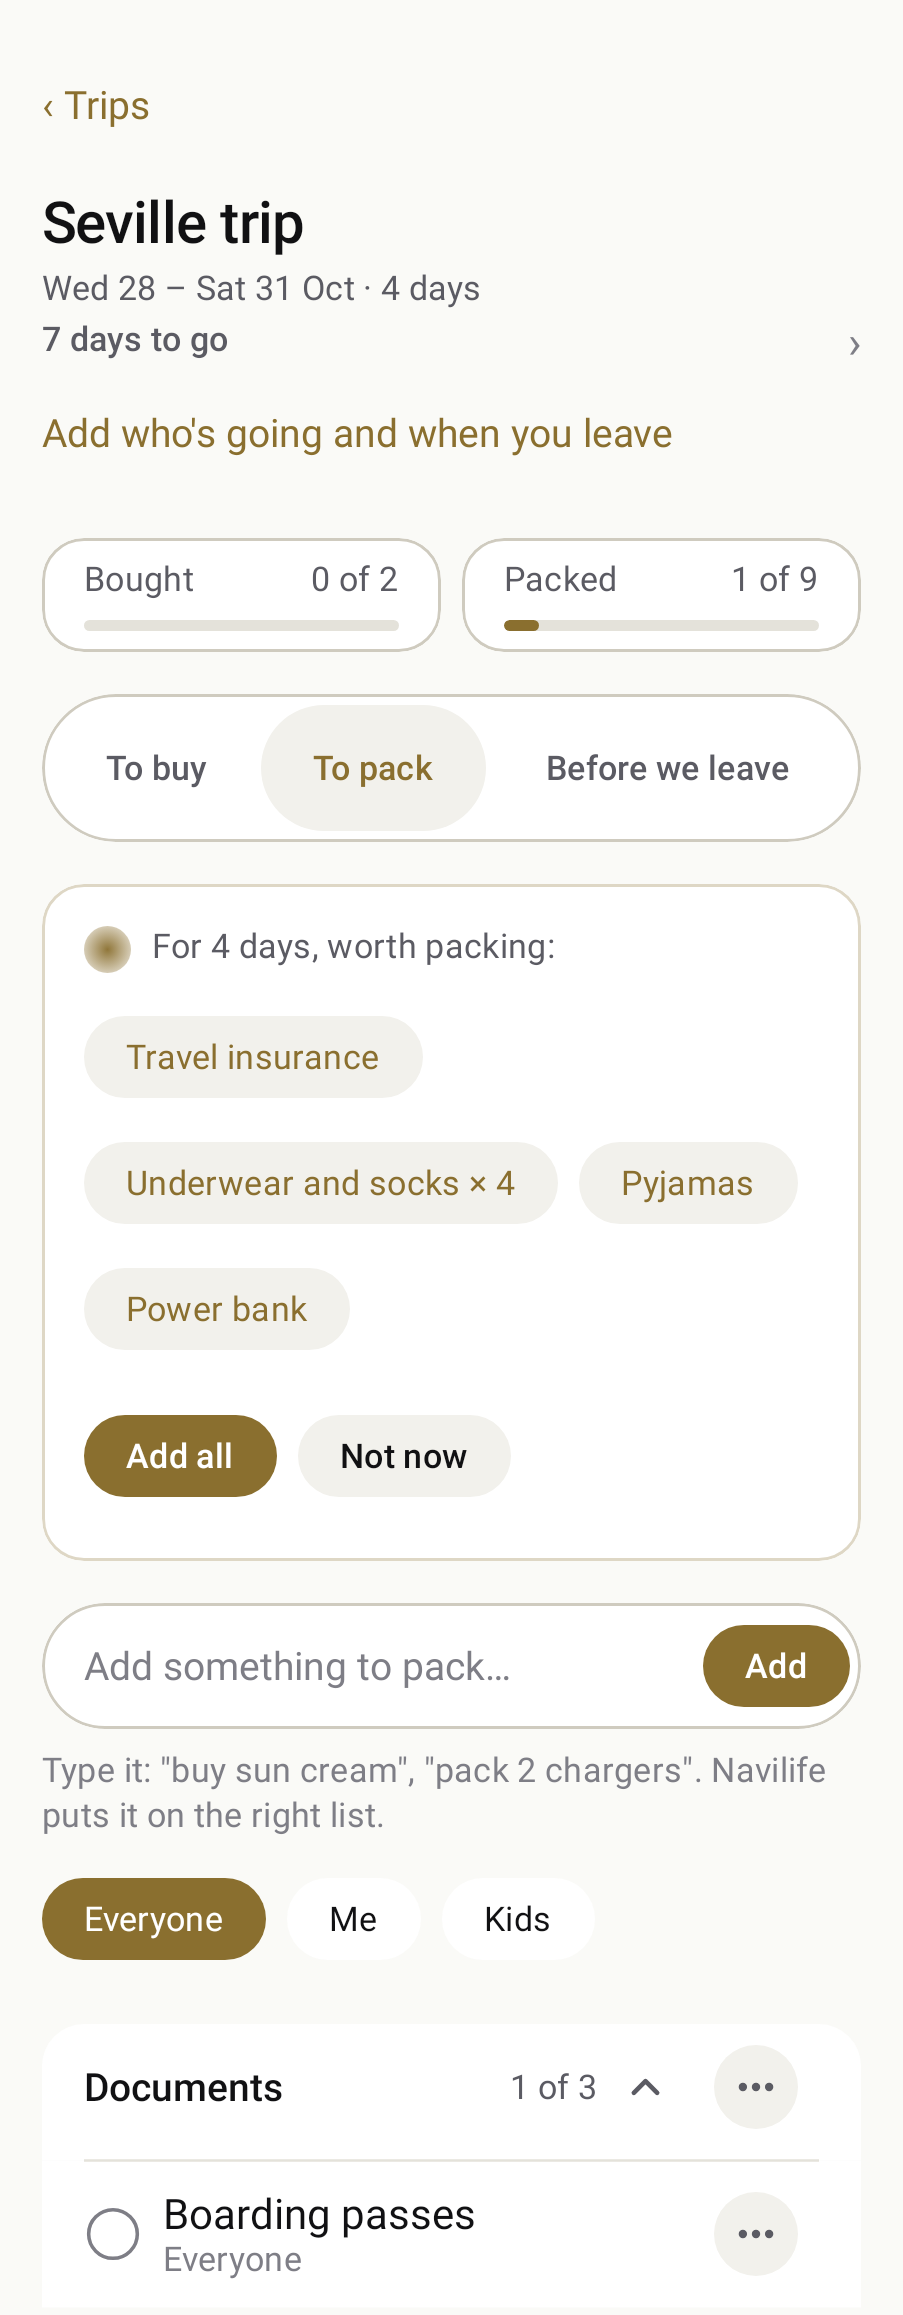 ‹ Trips
Seville trip
Wed 28 – Sat 31 Oct · 4 days
7 days to go ›
Add who's going and when you leave
Bought 0 of 2
Packed 1 of 9
To buy To pack Before we leave
For 4 days, worth packing:
Travel insurance
Underwear and socks × 4 Pyjamas
Power bank
Add all Not now
Add something to pack... Add
Type it: "buy sun cream", "pack 2 chargers". Navilife
puts it on the right list.
Everyone Me Kids
Documents 1 of 3
Boarding passes
Everyone